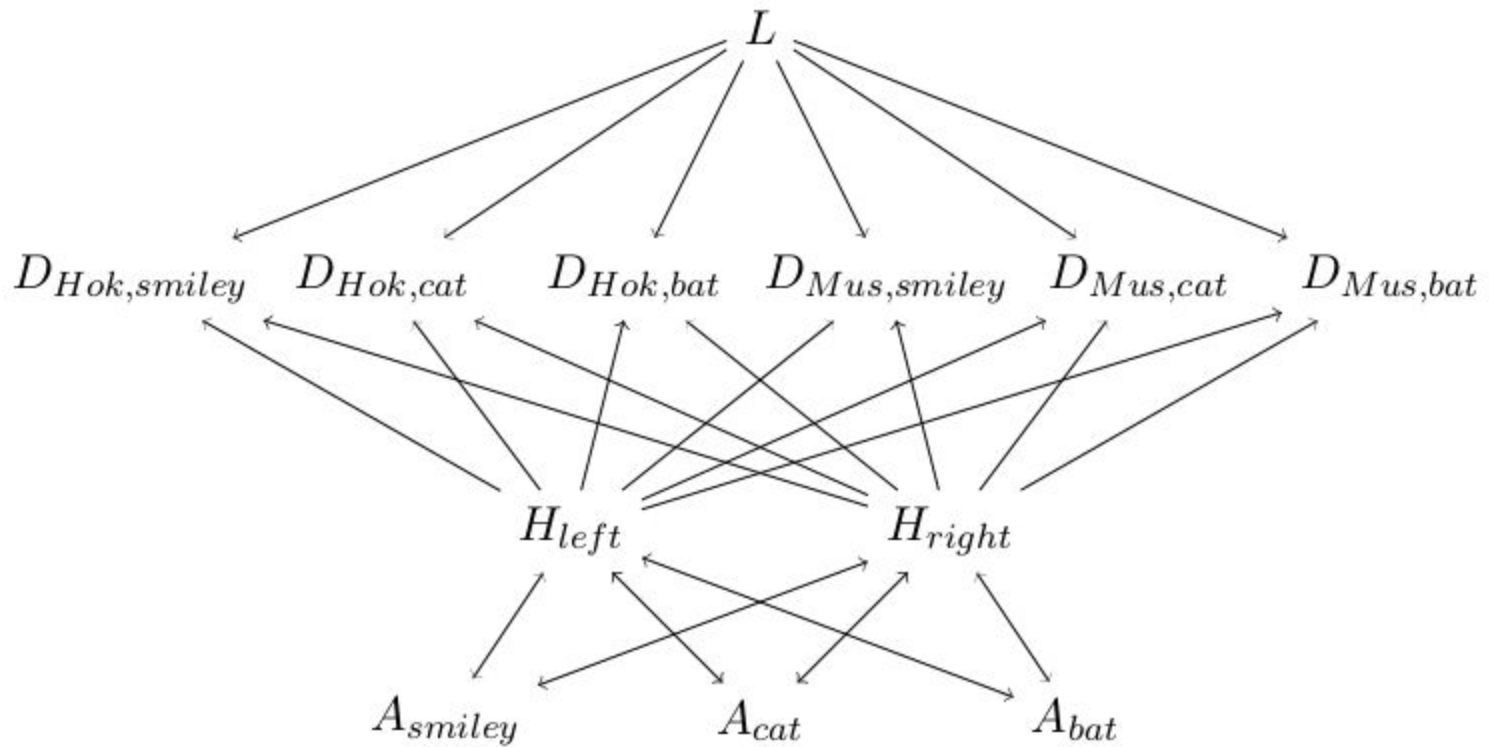 L
D_{Hok,smiley} D_{Hok,cat} D_{Hok,bat} D_{Mus,smiley} D_{Mus,cat} D_{Mus,bat}
H_{left} H_{right}
A_{smiley} A_{cat} A_{bat}